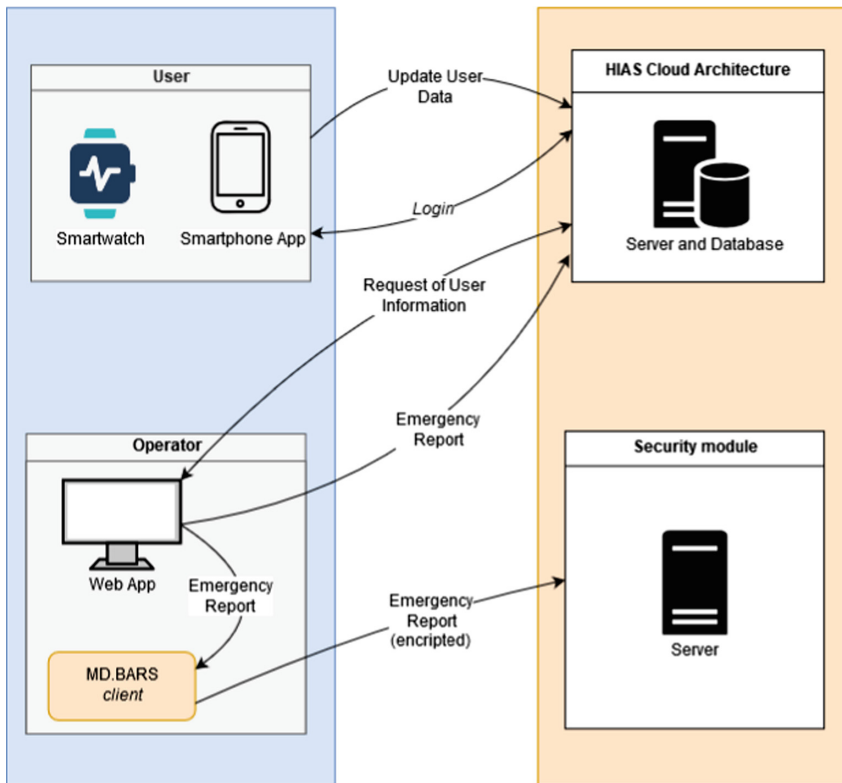 User
Smartwatch
Smartphone App
Update User
Data
Login
HIAS Cloud Architecture
Server and Database
Request of User
Information
Emergency
Report
Operator
Web App
Emergency
Report
MD.BARS
client
Emergency
Report
(encripted)
Security module
Server